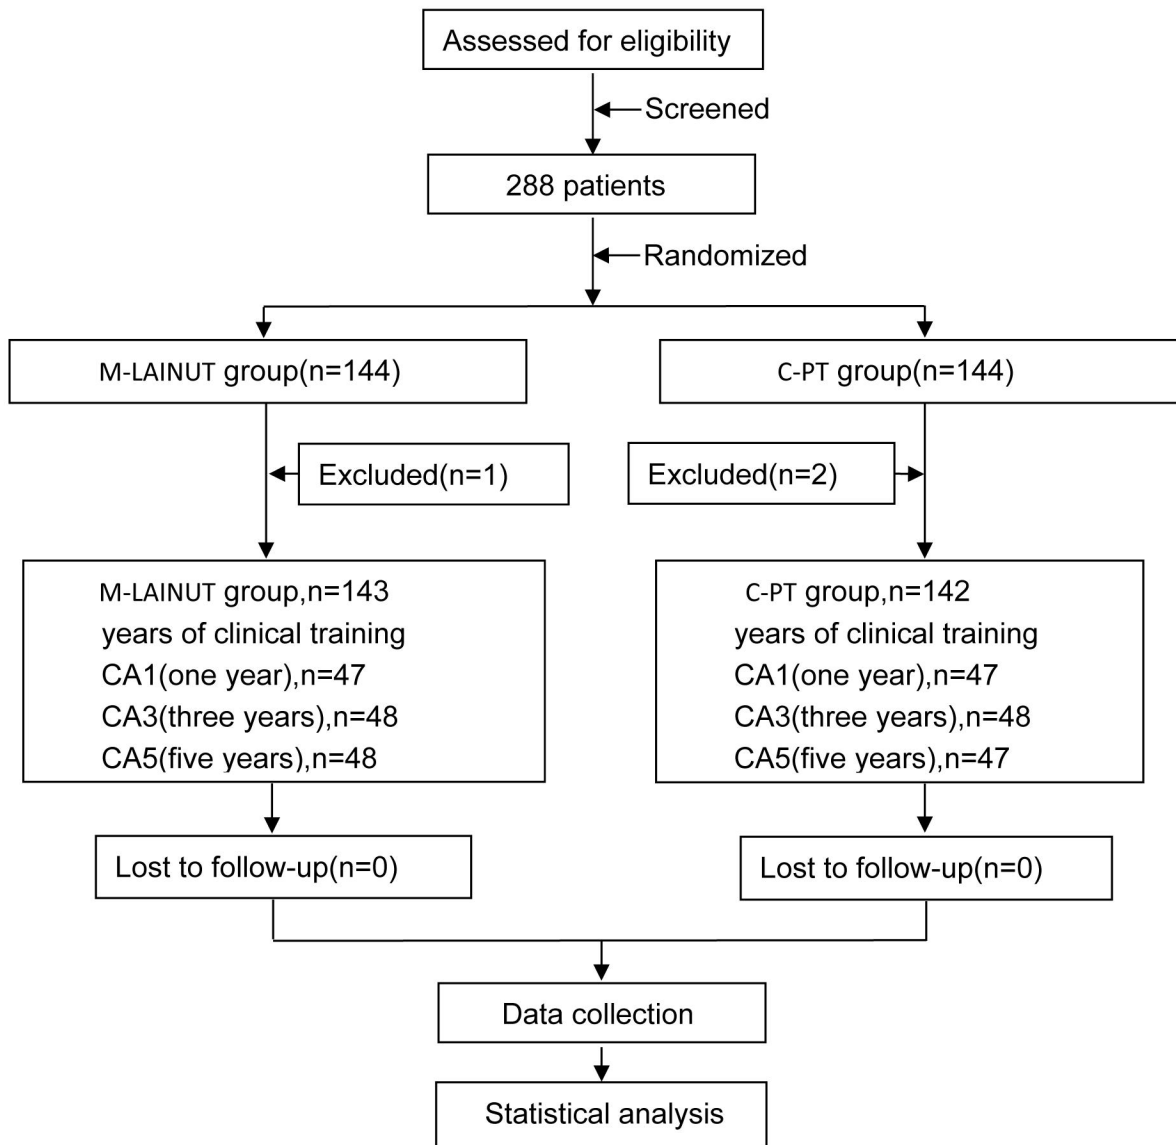 Assessed for eligibility
Screened
288 patients
Randomized
M-LAINUT group(n=144)
C-PT group(n=144)
Excluded(n=1)
Excluded(n=2)
M-LAINUT group,n=143
years of clinical training
CA1(one year),n=47
CA3(three years),n=48
CA5(five years),n=48
C-PT group,n=142
years of clinical training
CA1(one year),n=47
CA3(three years),n=48
CA5(five years),n=47
Lost to follow-up(n=0)
Lost to follow-up(n=0)
Data collection
Statistical analysis